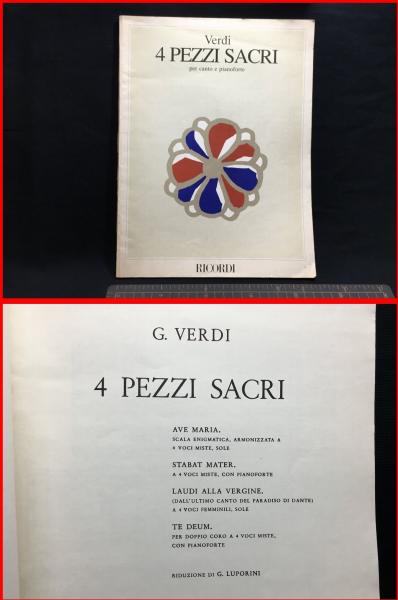 Verdi
4 PEZZI SACRI
per canto e pianoforte
RICORDI
G. VERDI
4 PEZZI SACRI
AVE MARIA.
SCALA ENIGMATICA, ARMONIZZATA A
4 VOCI MISTE, SOLE
STABAT MATER.
A 4 VOCI MISTE, CON PIANOFORTE
LAUDI ALLA VERGINE.
(DALL'ULTIMO CANTO DEL PARADISO DI DANTE)
A 4 VOCI FEMMINILI, SOLE
TE DEUM.
PER DOPPIO CORO A 4 VOCI MISTE,
CON PIANOFORTE
RIDUZIONE DI G. LUPORINI